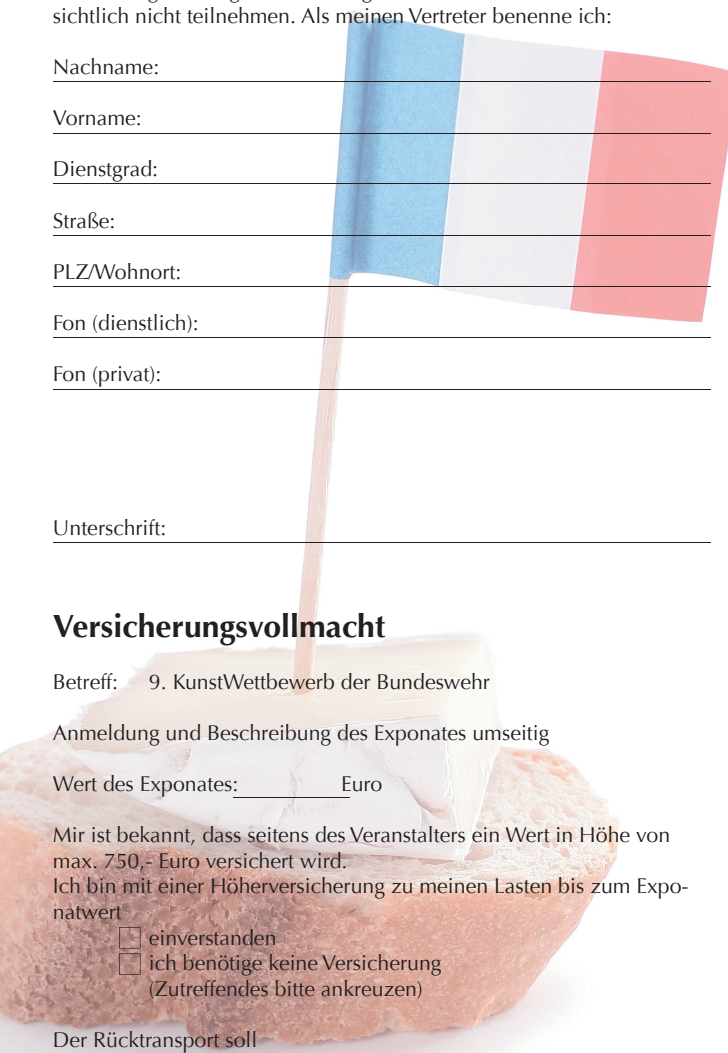 sichtlich nicht teilnehmen. Als meinen Vertreter benenne ich:
Nachname:
Vorname:
Dienstgrad:
Straße:
PLZ/Wohnort:
Fon (dienstlich):
Fon (privat):
Unterschrift:
Versicherungsvollmacht
Betreff: 9. KunstWettbewerb der Bundeswehr
Anmeldung und Beschreibung des Exponates umseitig
Wert des Exponates: Euro
Mir ist bekannt, dass seitens des Veranstalters ein Wert in Höhe von
max. 750,- Euro versichert wird.
Ich bin mit einer Höherversicherung zu meinen Lasten bis zum Expo-
natwert
einverstanden
ich benötige keine Versicherung
(Zutreffendes bitte ankreuzen)
Der Rücktransport soll